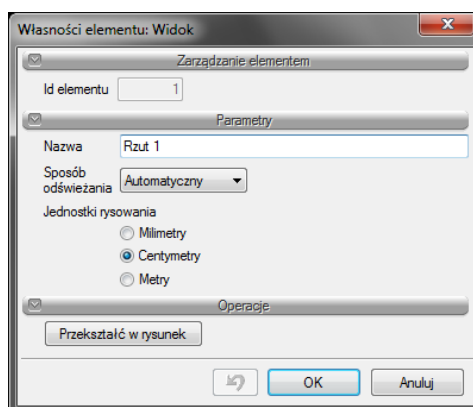 Własności elementu: Widok
Zarządzanie elementem
Id elementu 1
Parametry
Nazwa Rzut 1
Sposób
odświeżania Automatyczny
Jednostki rysowania
Milimetry
Centymetry
Metry
Operacje
Przekształć w rysunek
OK Anuluj